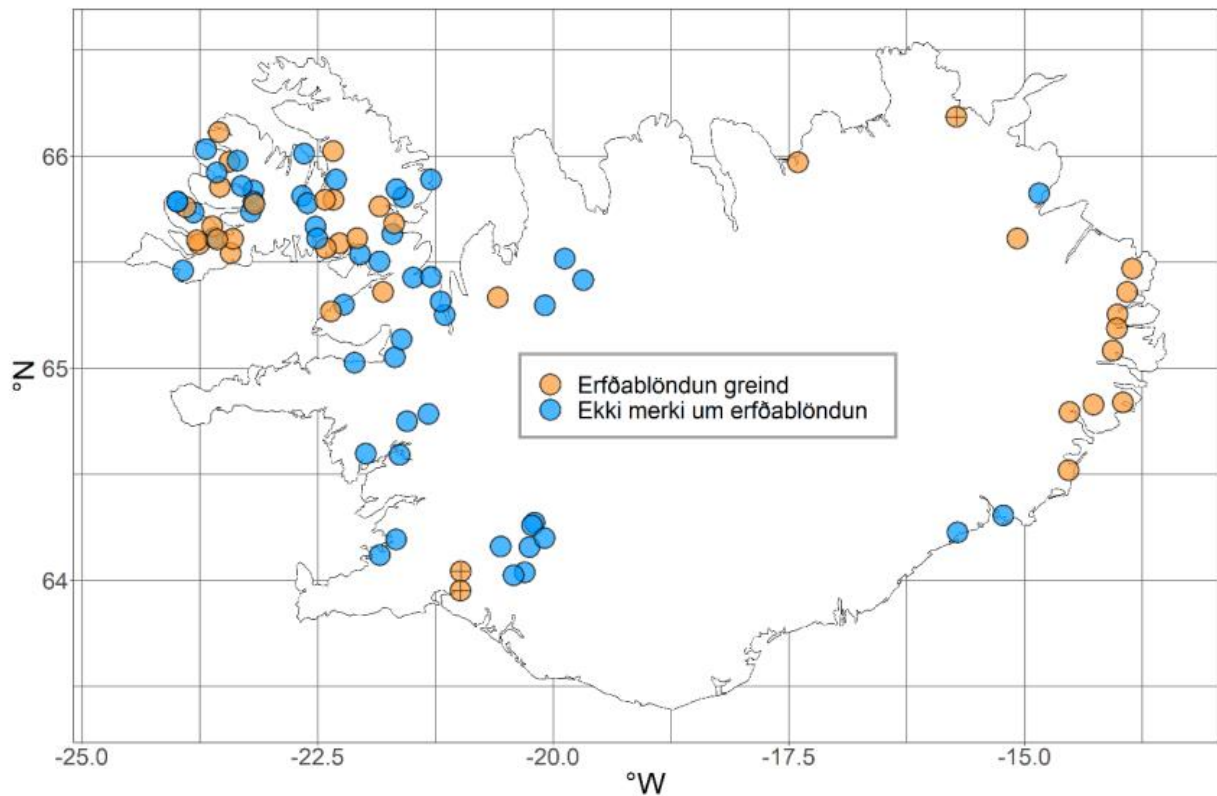 66
65
64
°N
Erfðablöndun greind
Ekki merki um erfðablöndun
-25.0 -22.5 -20.0 -17.5 -15.0
°W